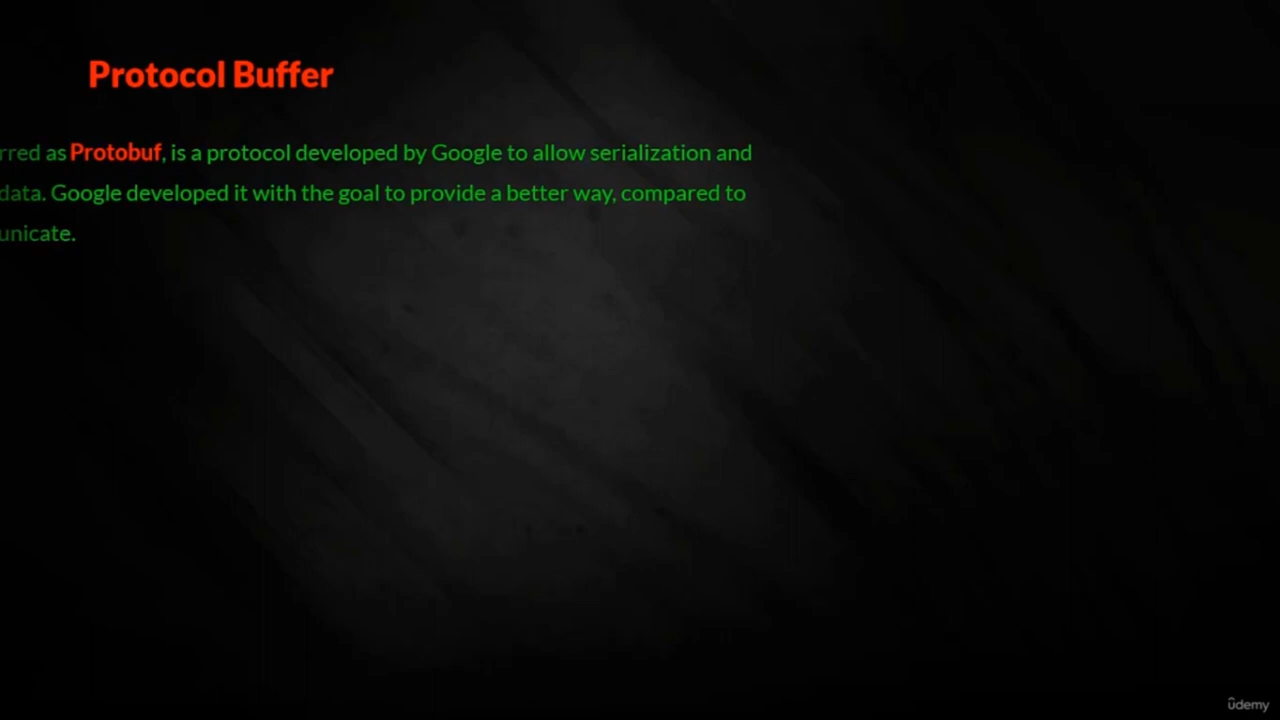 Protocol Buffer
rred as Protobuf, is a protocol developed by Google to allow serialization and
data. Google developed it with the goal to provide a better way, compared to
unicate.
ûdemy